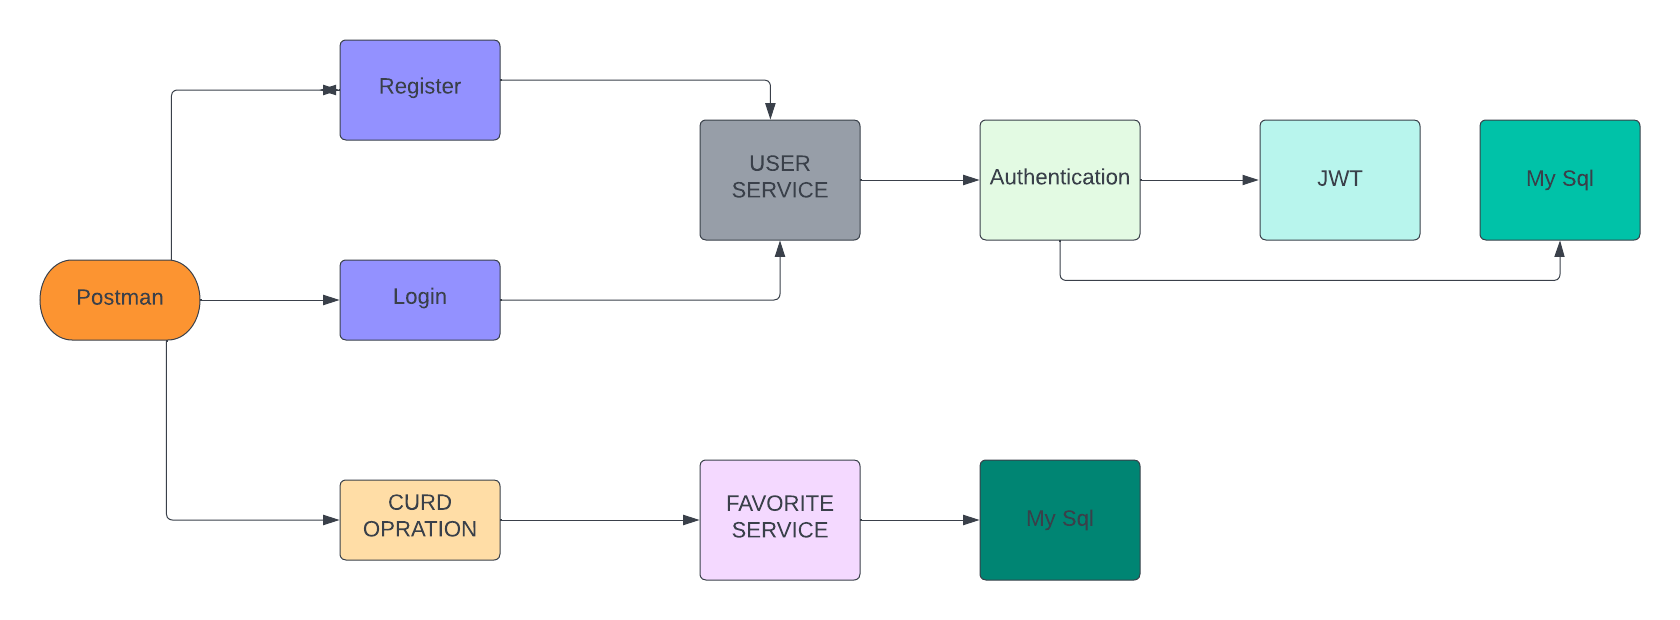 Register
USER
SERVICE
Authentication
JWT
My Sql
Postman
Login
CURD
OPRATION
FAVORITE
SERVICE
My Sql